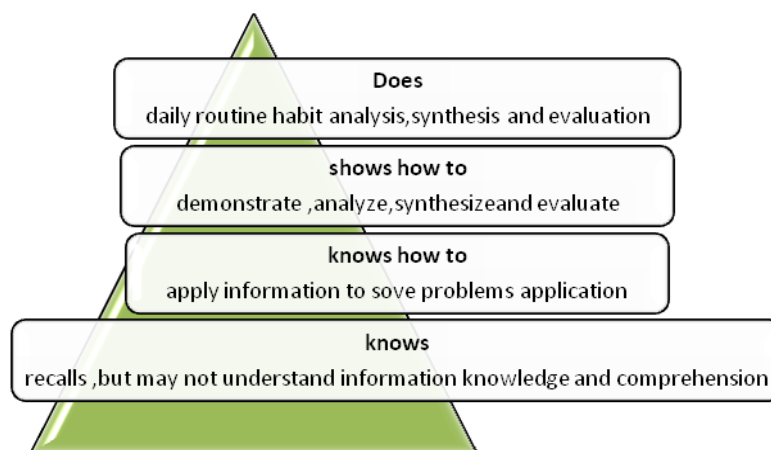 Does
daily routine habit analysis,synthesis and evaluation
shows how to
demonstrate ,analyze,synthesizeand evaluate
knows how to
apply information to sove problems application
knows
recalls ,but may not understand information knowledge and comprehension